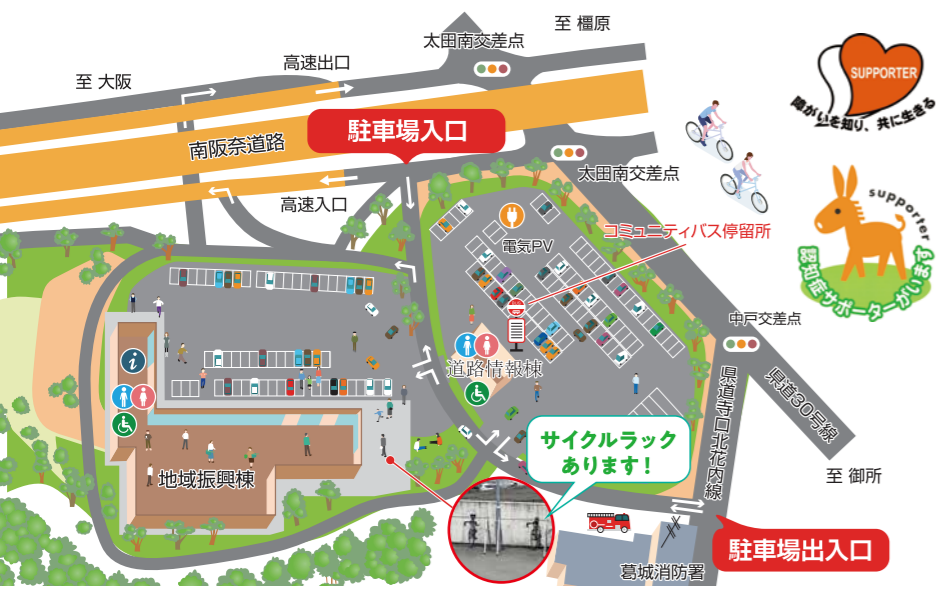 至 橿原
太田南交差点
高速出口
至 大阪
SUPPORTER
障がいを知り、共に生きる
駐車場入口
南阪奈道路
太田南交差点
高速入口
supporter
認知症サポーターがいます
コミュニティバス停留所
電気PV
中戸交差点
i
道路情報棟
県道30号線
県道寺口北花内線
サイクルラック
あります！
地域振興棟
至 御所
駐車場出入口
葛城消防署